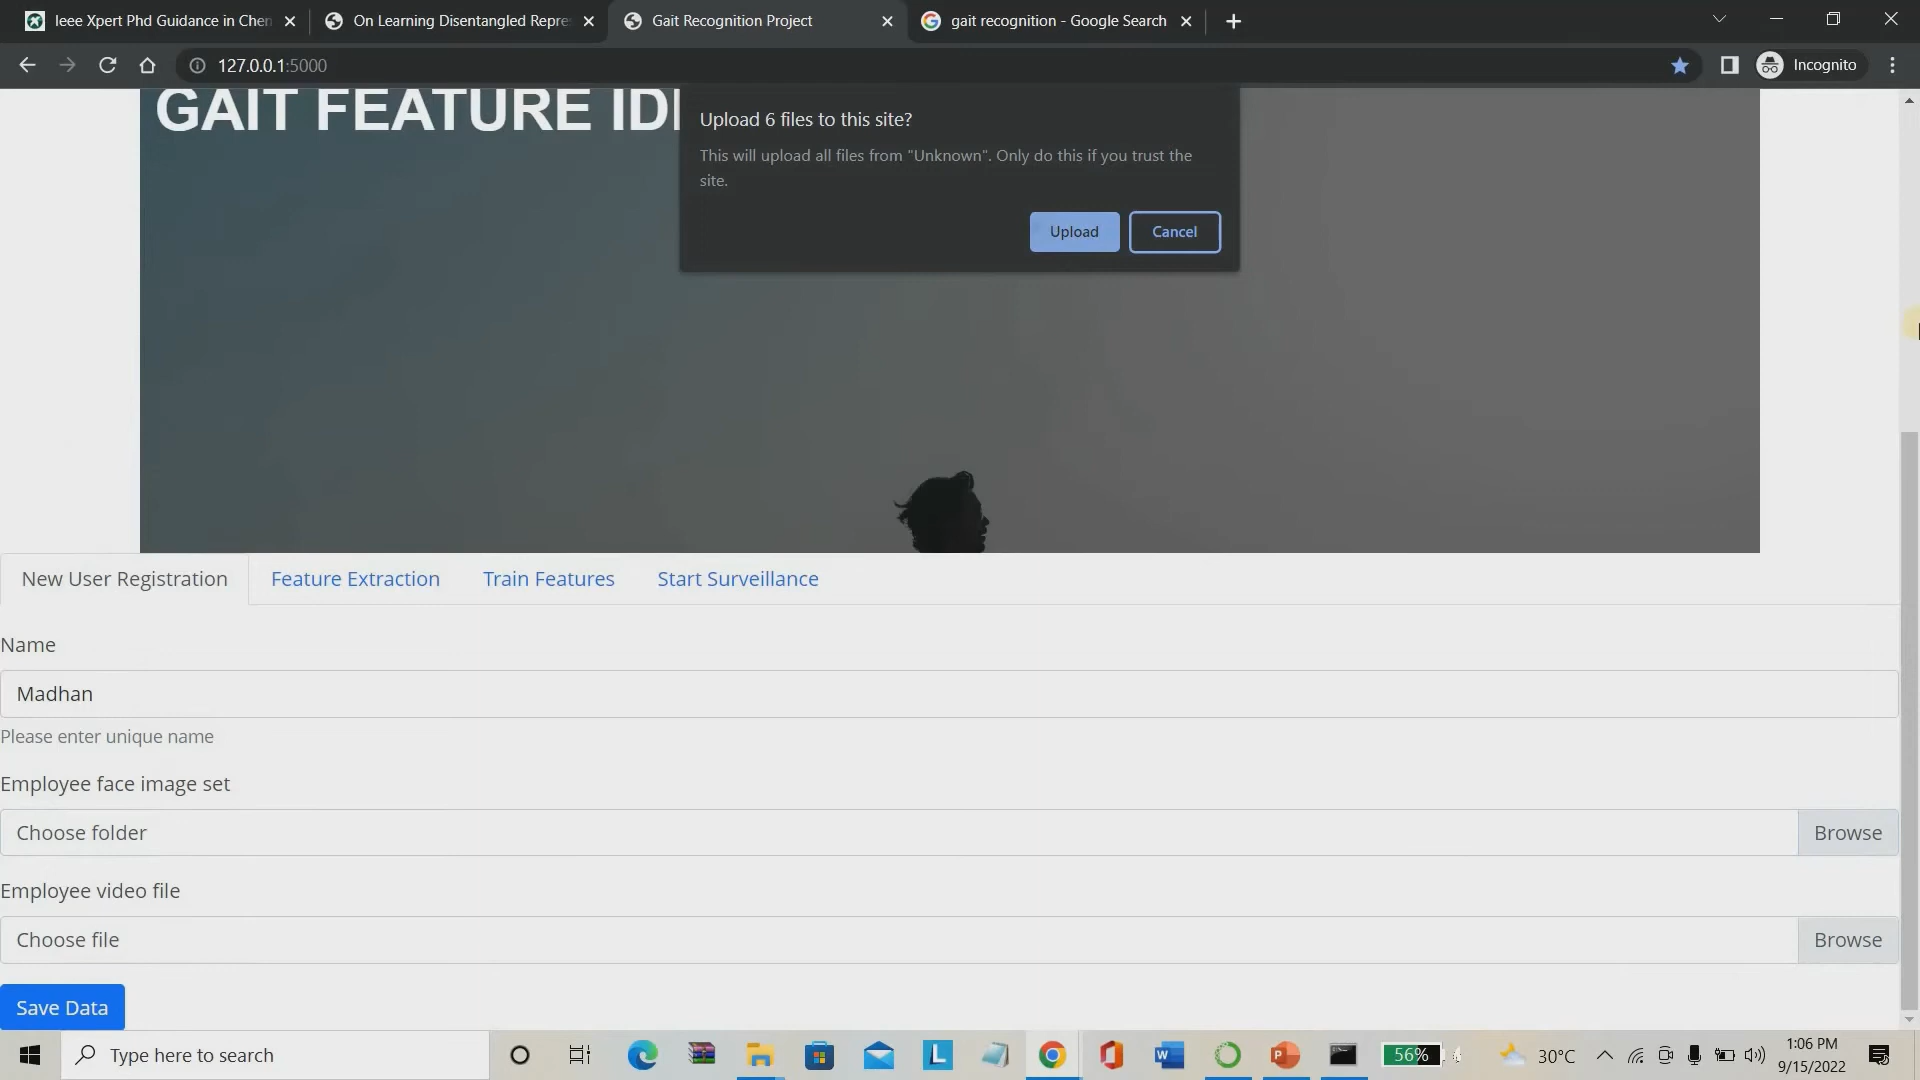 Ieee Xpert Phd Guidance in Chen
On Learning Disentangled Repre
Gait Recognition Project
gait recognition - Google Search
127.0.0.1:5000
Incognito
GAIT FEATURE
Upload 6 files to this site?
This will upload all files from "Unknown". Only do this if you trust the
site.
Upload
Cancel
New User Registration
Feature Extraction
Train Features
Start Surveillance
Name
Madhan
Please enter unique name
Employee face image set
Choose folder
Browse
Employee video file
Choose file
Browse
Save Data
Type here to search
56%
30°C
1:06 PM
9/15/2022